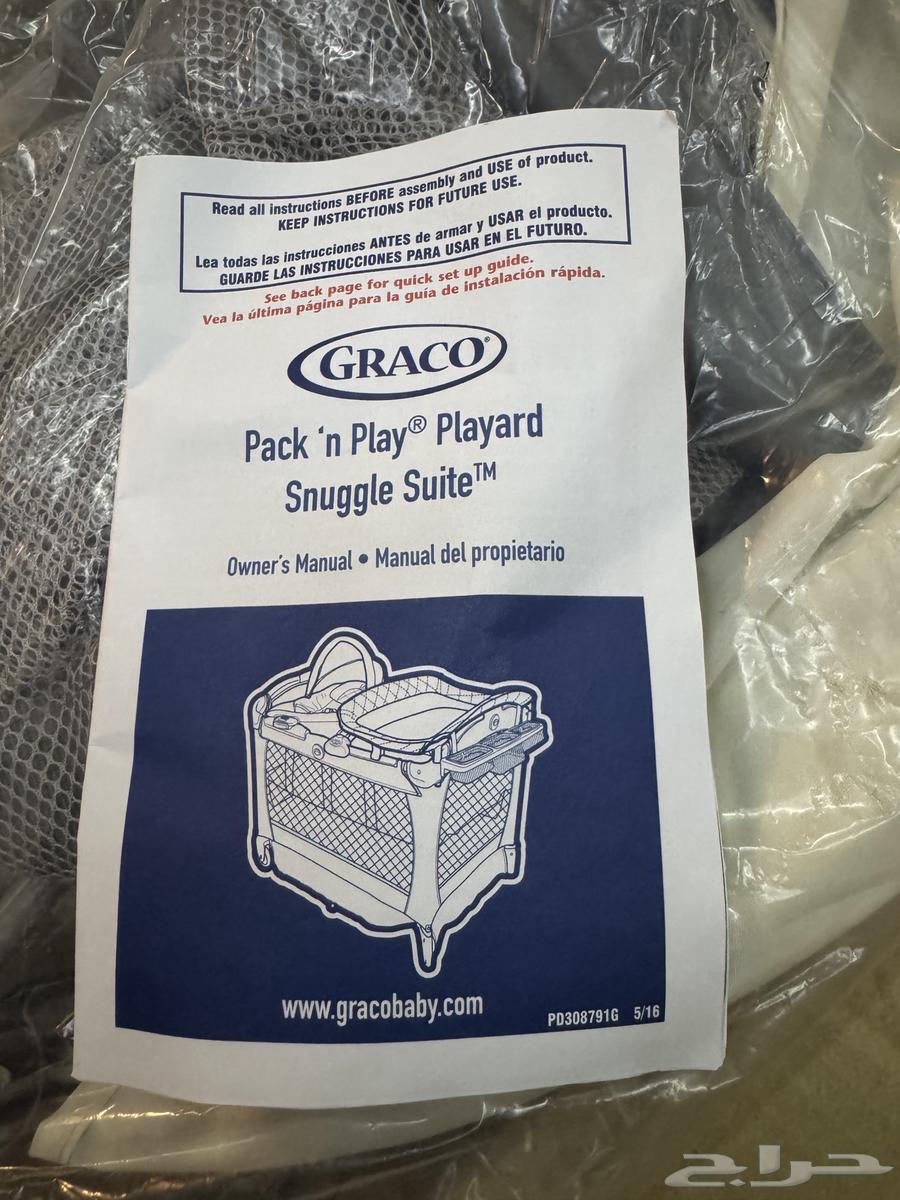 Read all instructions BEFORE assembly and USE of product.
KEEP INSTRUCTIONS FOR FUTURE USE.
Lea todas las instrucciones ANTES de armar y USAR el producto.
GUARDE LAS INSTRUCCIONES PARA USAR EN EL FUTURO.
See back page for quick set up guide.
Vea la última página para la guía de instalación rápida.
GRACO®
Pack 'n Play® Playard
Snuggle Suite™
Owner's Manual • Manual del propietario
www.gracobaby.com
PD308791G 5/16
حراج